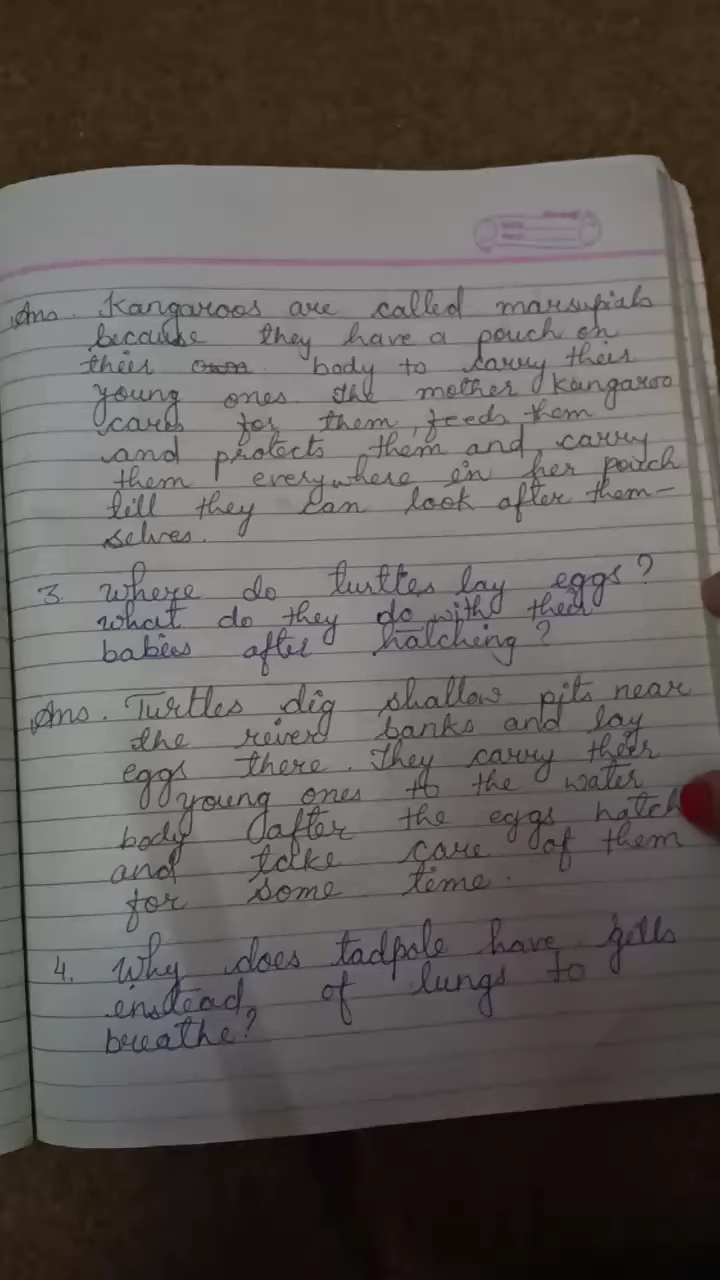 Ans. Kangaroos are called marsupials
because they have a pouch on
their body to carry their
young ones. The mother Kangaroo
cares for them, feeds them
and protects them and carry
them everywhere in her pouch
till they can look after them-
selves.
3. Where do turtles lay eggs?
what do they do with their
babies after hatching?
Ans. Turtles dig shallow pits near
the river banks and lay
eggs there. They carry their
young ones to the water
body after the eggs hatch
and take care of them
for some time.
4. Why does tadpole have gills
instead of lungs to
breathe?